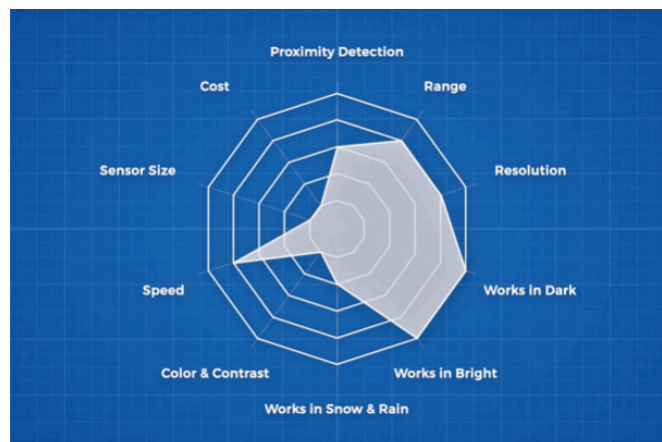 Proximity Detection
Cost
Range
Sensor Size
Resolution
Speed
Works in Dark
Color & Contrast
Works in Bright
Works in Snow & Rain